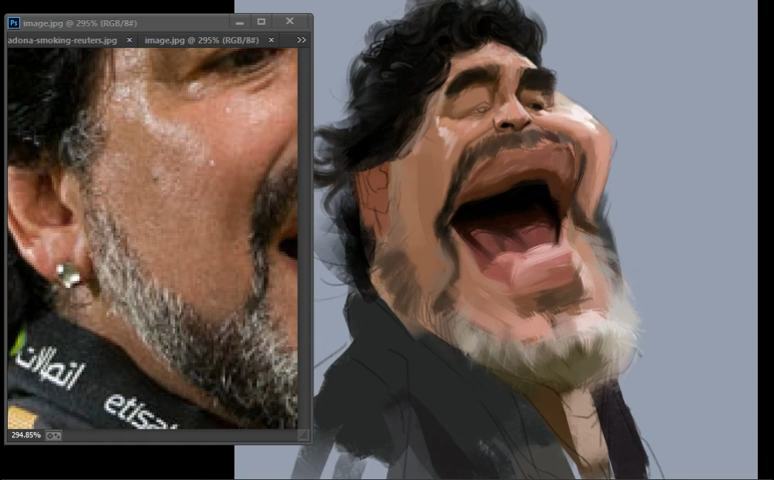 image.jpg @ 295% (RGB/8#)
adona-smoking-reuters.jpg × image.jpg @ 295% (RGB/8#) × >>
اتصالات
etisa
294.85%